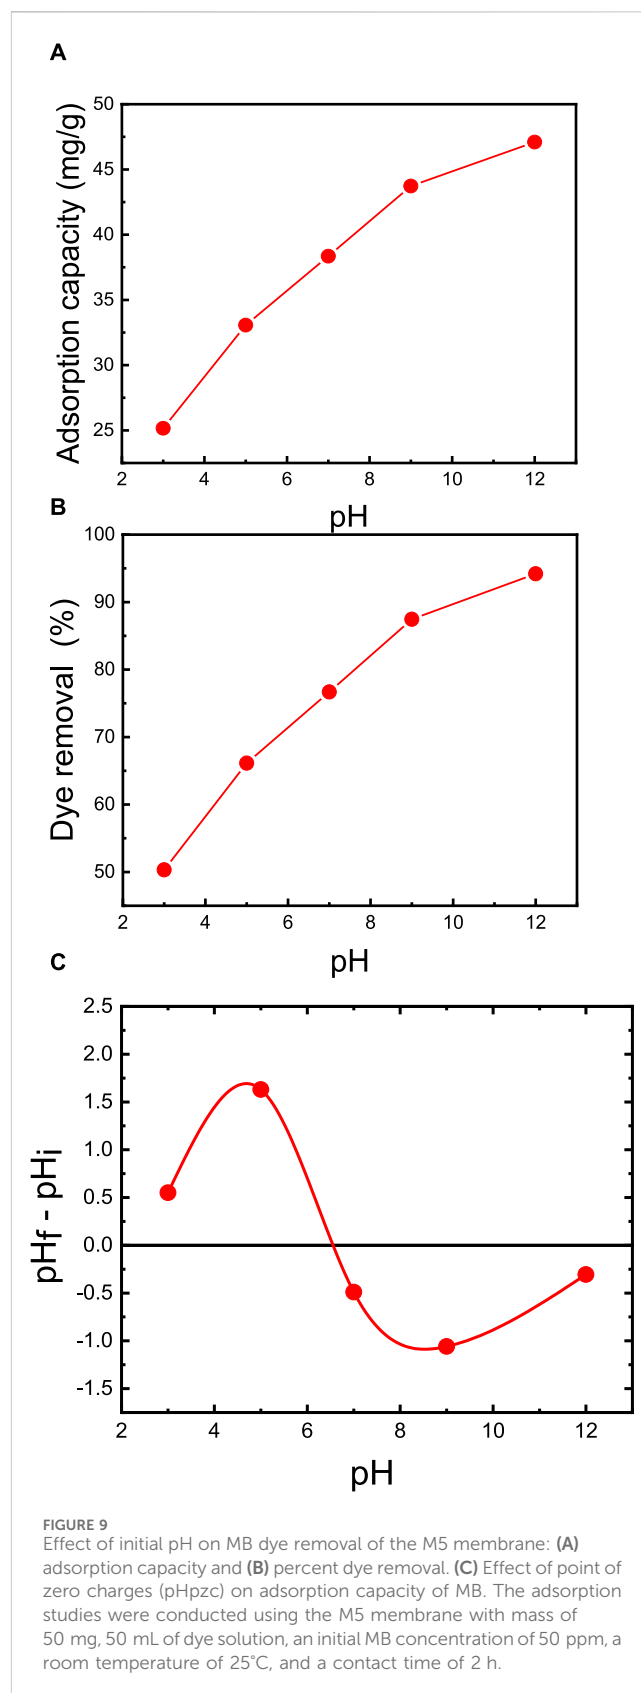 A
50
45
40
35
30
25
Adsorption capacity (mg/g)
2 4 6 8 10 12
pH
B
100
90
80
70
60
50
Dye removal (%)
2 4 6 8 10 12
pH
C
2.5
2.0
1.5
1.0
0.5
0.0
-0.5
-1.0
-1.5
pHf - pHi
2 4 6 8 10 12
pH
FIGURE 9
Effect of initial pH on MB dye removal of the M5 membrane: (A)
adsorption capacity and (B) percent dye removal. (C) Effect of point of
zero charges (pHpzc) on adsorption capacity of MB. The adsorption
studies were conducted using the M5 membrane with mass of
50 mg, 50 mL of dye solution, an initial MB concentration of 50 ppm, a
room temperature of 25°C, and a contact time of 2 h.